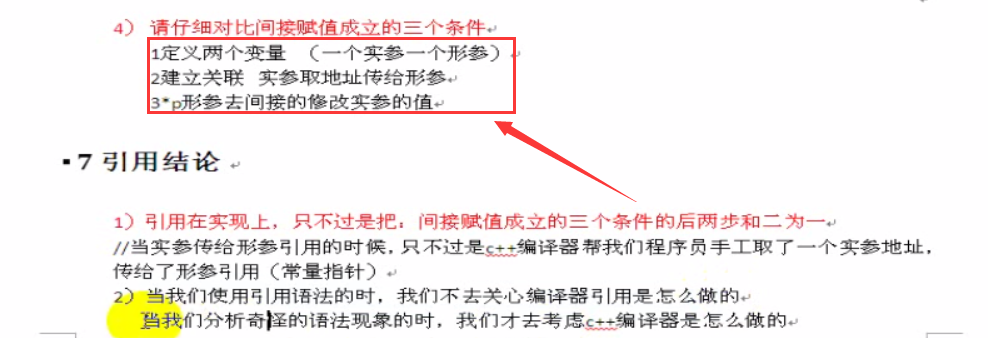 4） 请仔细对比间接赋值成立的三个条件
1定义两个变量 （一个实参一个形参）
2建立关联 实参取地址传给形参
3*p形参去间接的修改实参的值
▪7 引用结论
1）引用在实现上，只不过是把：间接赋值成立的三个条件的后两步和二为一
//当实参传给形参引用的时候，只不过是c++编译器帮我们程序员手工取了一个实参地址，
传给了形参引用（常量指针）
2）当我们使用引用语法的时，我们不去关心编译器引用是怎么做的
当我们分析奇怪的语法现象的时，我们才去考虑c++编译器是怎么做的